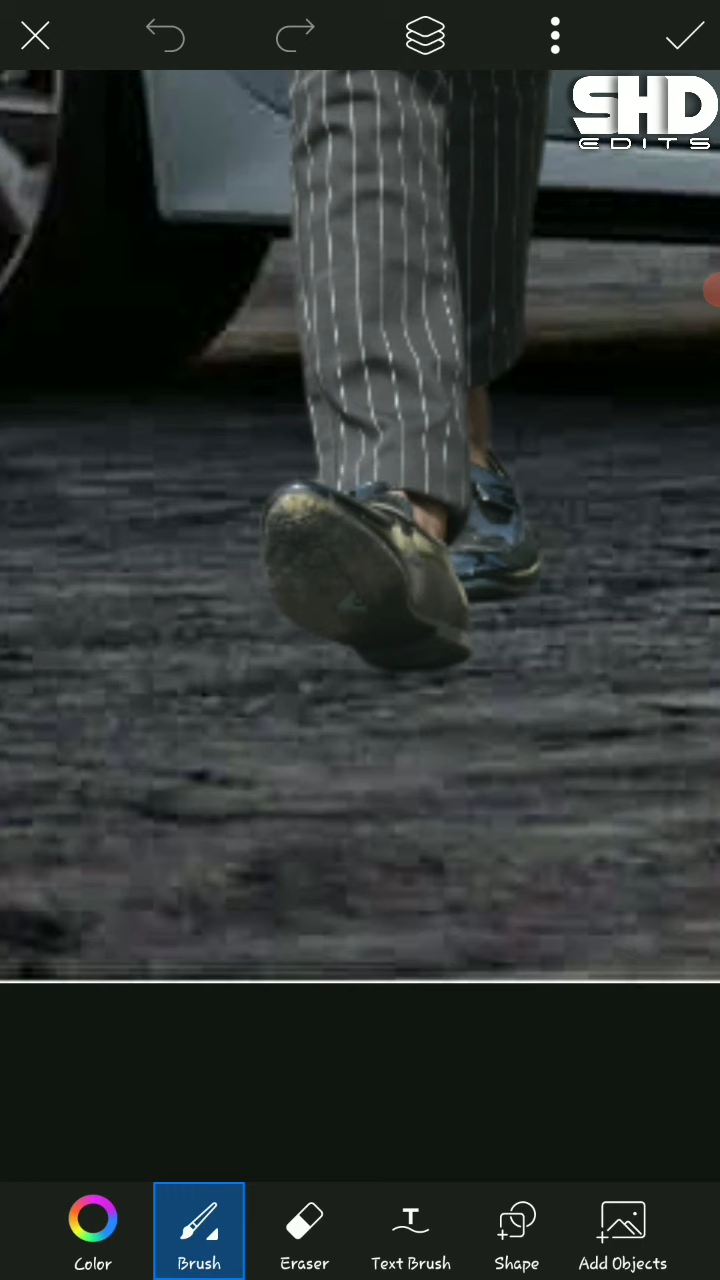 SHD
EDITS
Color
Brush
Eraser
Text Brush
Shape
Add Objects